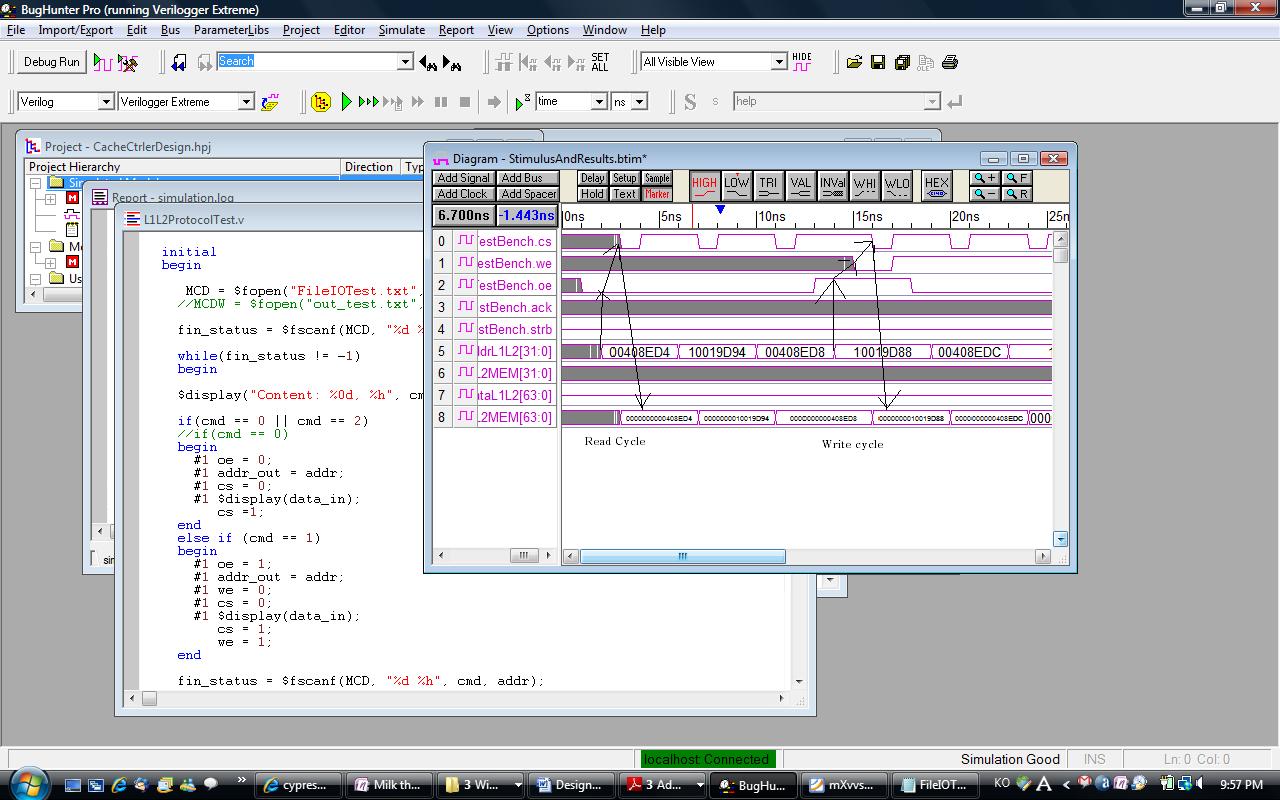 BugHunter Pro (running Verilogger Extreme)
File Import/Export Edit Bus ParameterLibs Project Editor Simulate Report View Options Window Help
Debug Run Search SET ALL All Visible View HIDE
Verilog Verilogger Extreme time ns S s help
Project - CacheCtrlerDesign.hpj
Project Hierarchy Direction
Report - simulation.log
L1L2ProtocolTest.v
initial
begin
MCD = $fopen("FileIOTest.txt",
//MCDW = $fopen("out_test.txt",
fin_status = $fscanf(MCD, "%d %
while(fin_status != -1)
begin
$display("Content: %0d, %h", cm
if(cmd == 0 || cmd == 2)
//if(cmd == 0)
begin
#1 oe = 0;
#1 addr_out = addr;
#1 cs = 0;
#1 $display(data_in);
cs =1;
end
else if (cmd == 1)
begin
#1 oe = 1;
#1 addr_out = addr;
#1 we = 0;
#1 cs = 0;
#1 $display(data_in);
cs = 1;
we = 1;
end
fin_status = $fscanf(MCD, "%d %h", cmd, addr);
Diagram - StimulusAndResults.btim*
Add Signal Add Bus Delay Setup Sample HIGH LOW TRI VAL INVal WHI WLO HEX + F
Add Clock Add Spacer Hold Text Marker - R
6.700ns -1.443ns 0ns 5ns 10ns 15ns 20ns 25n
0 estBench.cs
1 estBench.we
2 estBench.oe
3 stBench.ack
4 stBench.strb
5 ddrL1L2[31:0] 00408ED4 10019D94 00408ED8 10019D88 00408EDC
6 L2MEM[31:0]
7 ntaL1L2[63:0]
8 L2MEM[63:0] 0000000000408ED4 0000000010019D94 0000000000408ED8 0000000010019D88 0000000000408EDC 000
Read Cycle Write cycle
localhost Connected Simulation Good INS Ln: 0 Col: 0
cypres... Milk th... 3 Wi... Design... 3 Ad... BugHu... mXvvs... FileIOT... KO A 9:57 PM